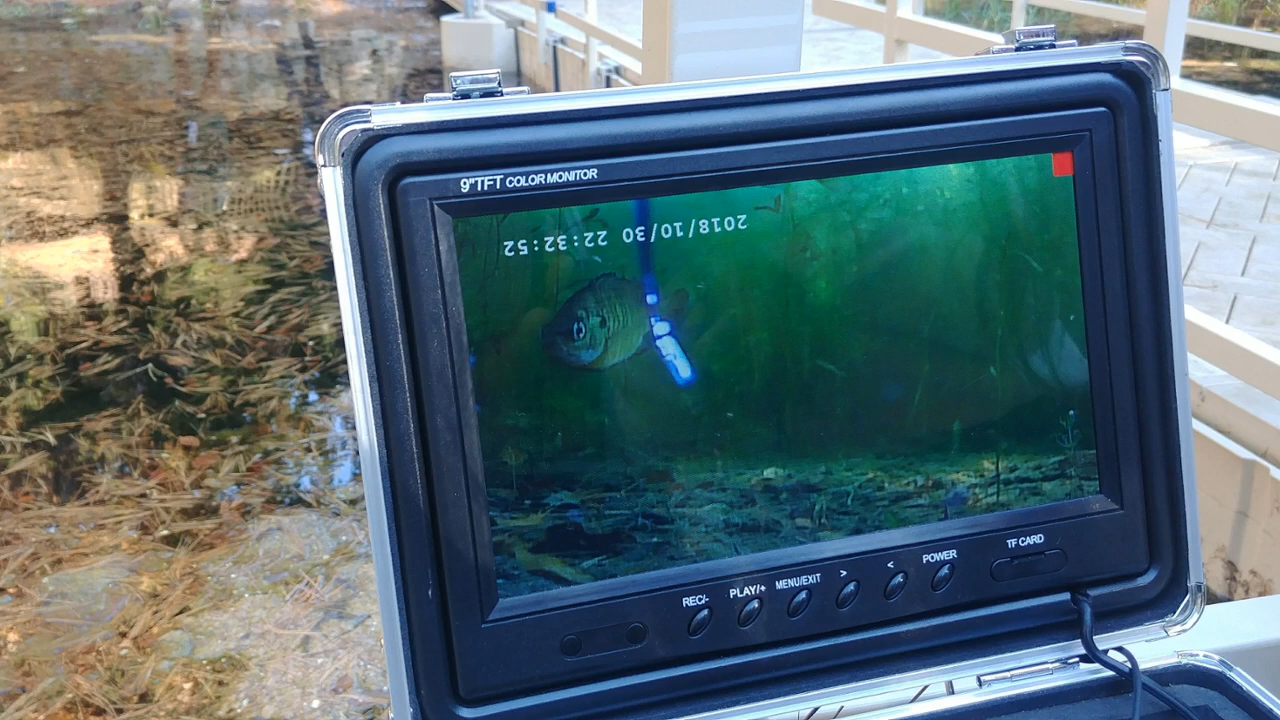 9"TFT COLOR MONITOR
2018/10/30 22:32:52
REC/- PLAY/+ MENU/EXIT > < POWER TF CARD